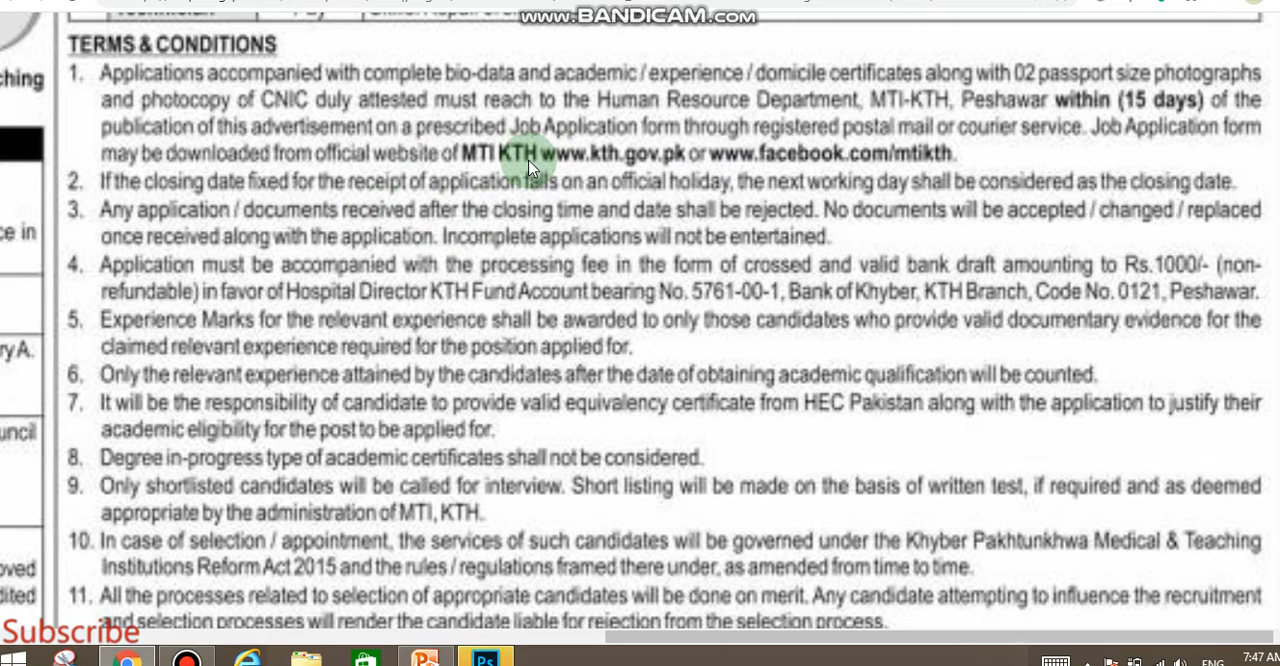 www.BANDICAM.com
TERMS & CONDITIONS
ching
1. Applications accompanied with complete bio-data and academic / experience / domicile certificates along with 02 passport size photographs
and photocopy of CNIC duly attested must reach to the Human Resource Department, MTI-KTH, Peshawar within (15 days) of the
publication of this advertisement on a prescribed Job Application form through registered postal mail or courier service. Job Application form
may be downloaded from official website of MTI KTH www.kth.gov.pk or www.facebook.com/mtikth.
2. If the closing date fixed for the receipt of application falls on an official holiday, the next working day shall be considered as the closing date.
3. Any application / documents received after the closing time and date shall be rejected. No documents will be accepted / changed / replaced
ce in
once received along with the application. Incomplete applications will not be entertained.
4. Application must be accompanied with the processing fee in the form of crossed and valid bank draft amounting to Rs.1000/- (non-
refundable) in favor of Hospital Director KTH Fund Account bearing No. 5761-00-1, Bank of Khyber, KTH Branch, Code No. 0121, Peshawar.
5. Experience Marks for the relevant experience shall be awarded to only those candidates who provide valid documentary evidence for the
ry A.
claimed relevant experience required for the position applied for.
6. Only the relevant experience attained by the candidates after the date of obtaining academic qualification will be counted.
7. It will be the responsibility of candidate to provide valid equivalency certificate from HEC Pakistan along with the application to justify their
uncil
academic eligibility for the post to be applied for.
8. Degree in-progress type of academic certificates shall not be considered.
9. Only shortlisted candidates will be called for interview. Short listing will be made on the basis of written test, if required and as deemed
appropriate by the administration of MTI, KTH.
10. In case of selection / appointment, the services of such candidates will be governed under the Khyber Pakhtunkhwa Medical & Teaching
oved
Institutions Reform Act 2015 and the rules / regulations framed there under, as amended from time to time.
dited
11. All the processes related to selection of appropriate candidates will be done on merit. Any candidate attempting to influence the recruitment
and selection processes will render the candidate liable for rejection from the selection process.
Subscribe
ENG
7:47 AM